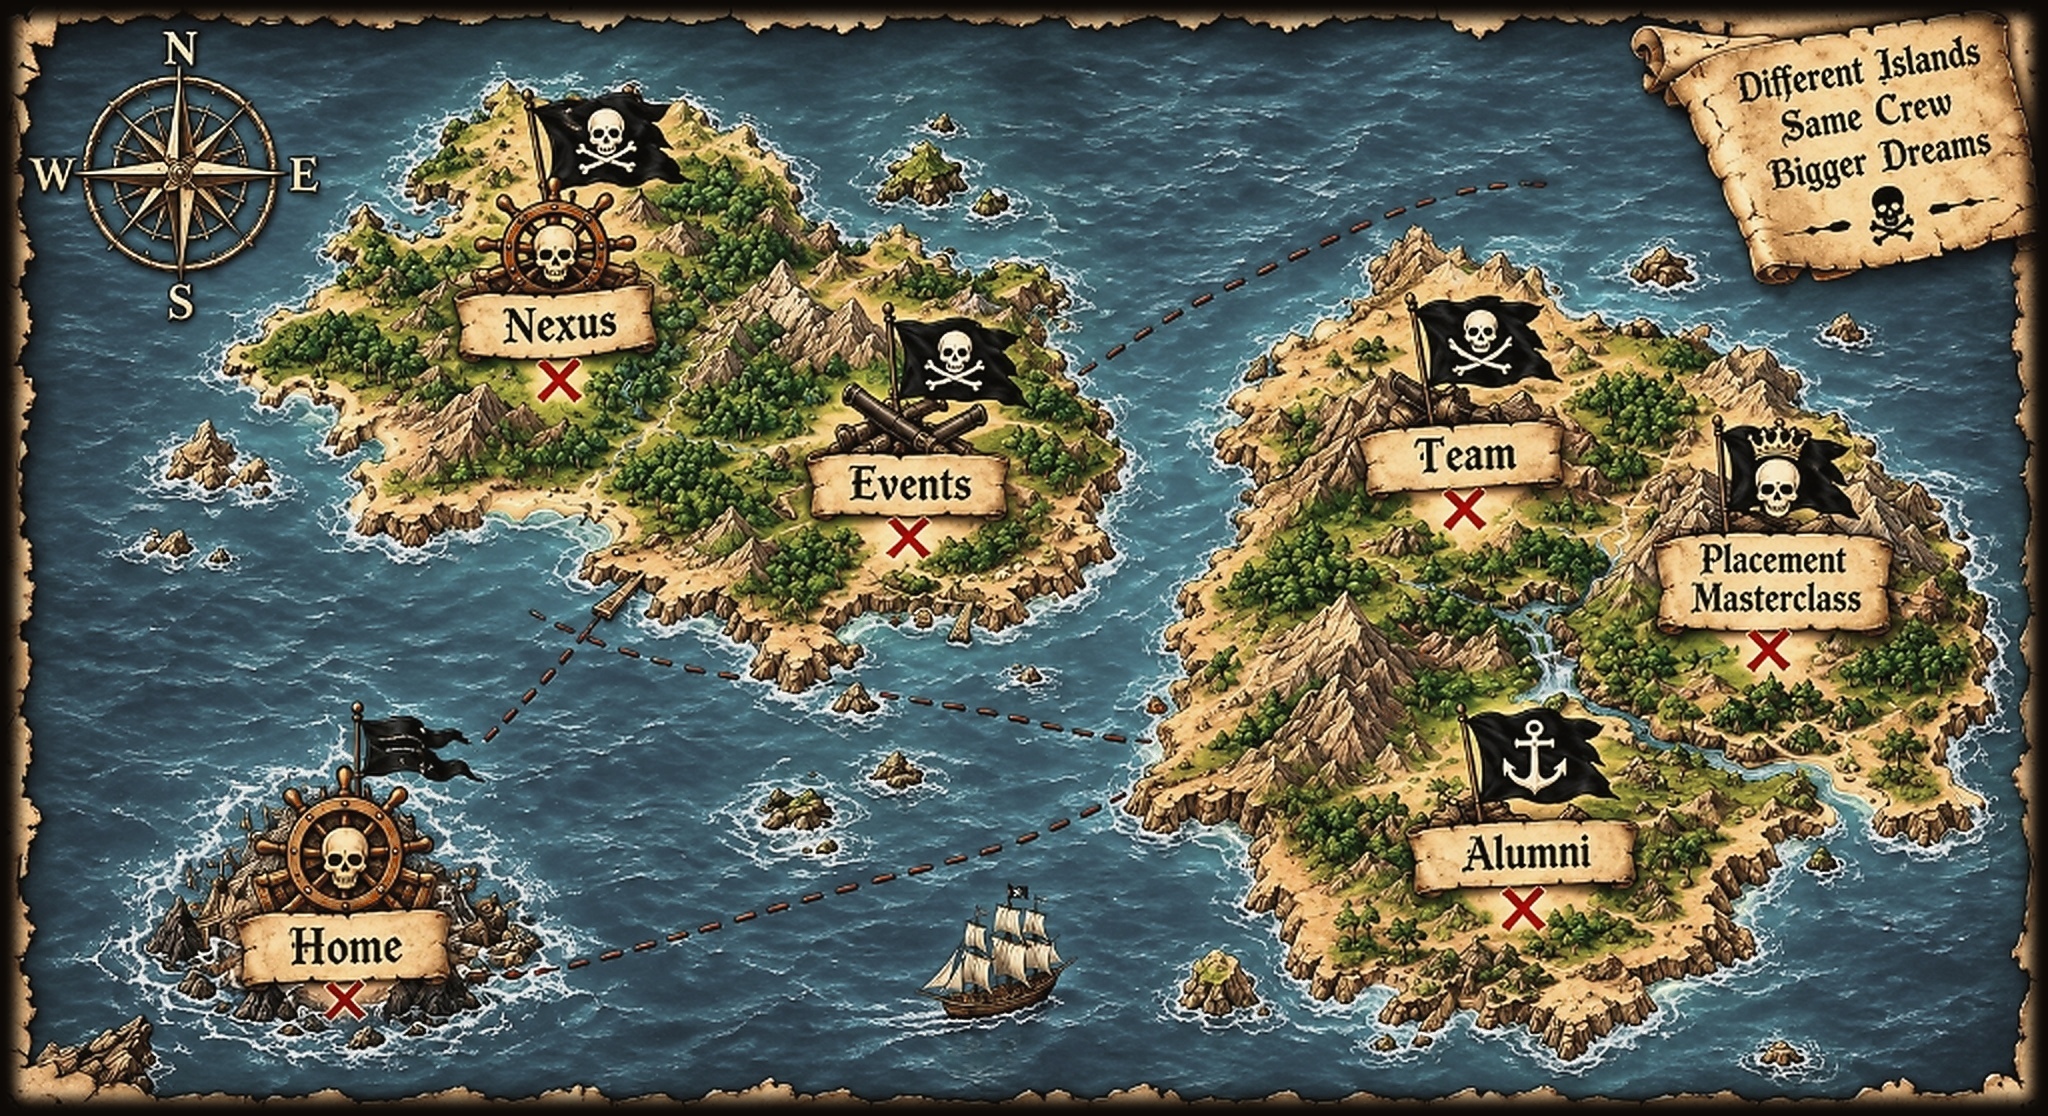 N
W
E
S
Different Islands
Same Crew
Bigger Dreams
Nexus
Events
Team
Placement
Masterclass
Alumni
Home